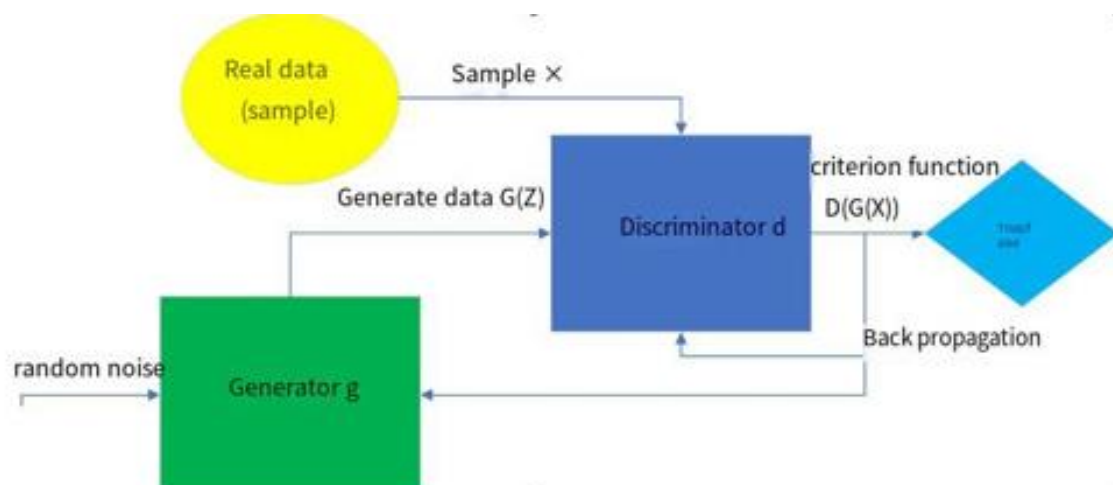 Real data
(sample)
Sample ×
Generate data G(Z)
Discriminator d
criterion function
D(G(X))
Back propagation
random noise
Generator g